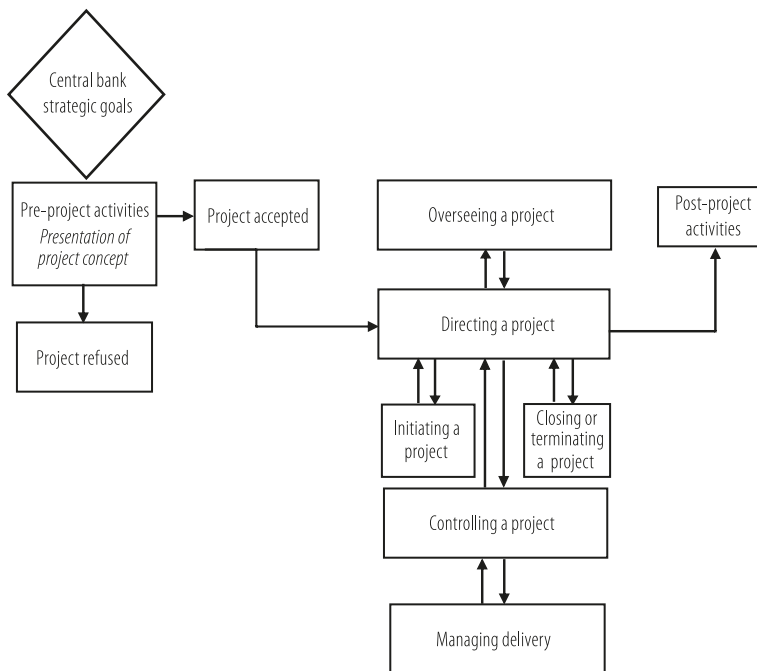 Central bank
strategic goals
Pre-project activities
Presentation of
project concept
Project accepted
Overseeing a project
Post-project
activities
Directing a project
Project refused
Initiating a
project
Closing or
terminating
a project
Controlling a project
Managing delivery